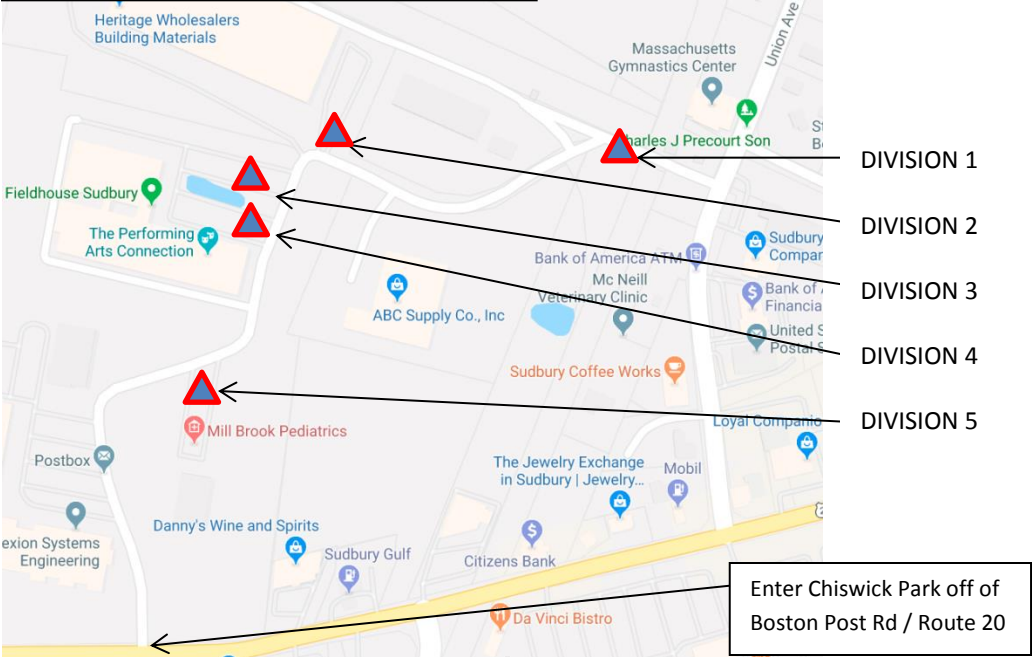 Heritage Wholesalers
Building Materials
Massachusetts
Gymnastics Center
Union Ave
harles J Precourt Son
DIVISION 1
Fieldhouse Sudbury
The Performing
Arts Connection
DIVISION 2
Sudbury
Bank of America ATM
Mc Neill
Veterinary Clinic
Bank of
Financia
DIVISION 3
ABC Supply Co., Inc
United S
Postal S
DIVISION 4
Sudbury Coffee Works
DIVISION 5
Loyal Companio
Mill Brook Pediatrics
Postbox
The Jewelry Exchange
in Sudbury | Jewelry...
Mobil
exion Systems
Engineering
Danny's Wine and Spirits
Sudbury Gulf
Citizens Bank
Da Vinci Bistro
Enter Chiswick Park off of
Boston Post Rd / Route 20